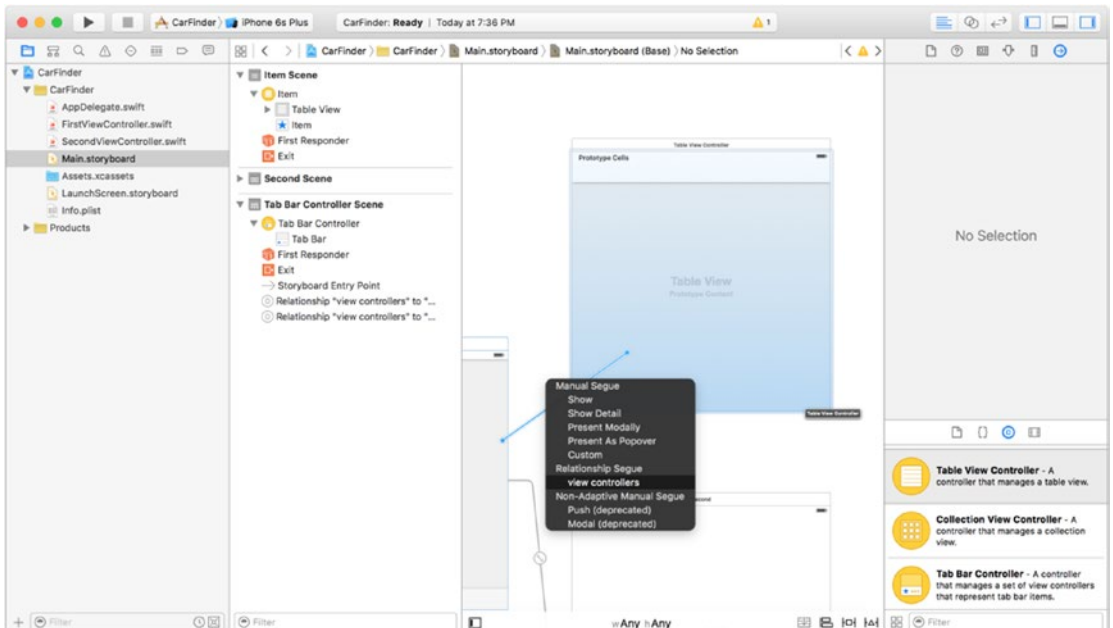 CarFinder
iPhone 6s Plus
CarFinder: Ready | Today at 7:36 PM
1
CarFinder
CarFinder
Main.storyboard
Main.storyboard (Base)
No Selection
CarFinder
CarFinder
AppDelegate.swift
FirstViewController.swift
SecondViewController.swift
Main.storyboard
Assets.xcassets
LaunchScreen.storyboard
Info.plist
Products
Filter
Item Scene
Item
Table View
Item
First Responder
Exit
Second Scene
Tab Bar Controller Scene
Tab Bar Controller
Tab Bar
First Responder
Exit
Storyboard Entry Point
Relationship "view controllers" to "...
Relationship "view controllers" to "...
Filter
Table View Controller
Prototype Cells
Table View
Prototype Content
Table View Controller
Manual Segue
Show
Show Detail
Present Modally
Present As Popover
Custom
Relationship Segue
view controllers
Non-Adaptive Manual Segue
Push (deprecated)
Modal (deprecated)
wAny hAny
No Selection
Table View Controller - A
controller that manages a table view.
Collection View Controller - A
controller that manages a collection
view.
Tab Bar Controller - A controller
that manages a set of view controllers
that represent tab bar items.
Filter